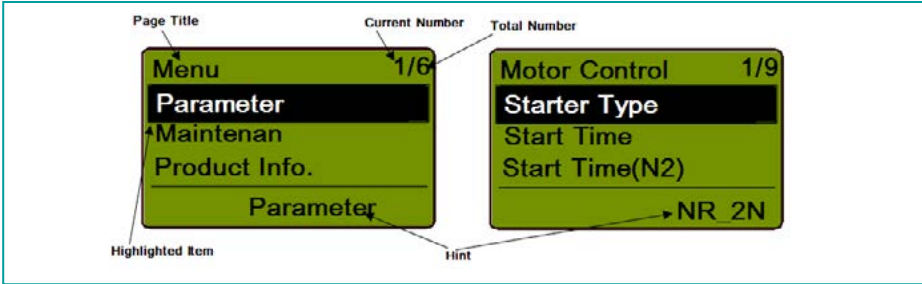 Page Title
Current Number
Total Number
Menu 1/6
Parameter
Maintenan
Product Info.
Parameter
Motor Control 1/9
Starter Type
Start Time
Start Time(N2)
NR_2N
Highlighted Item
Hint